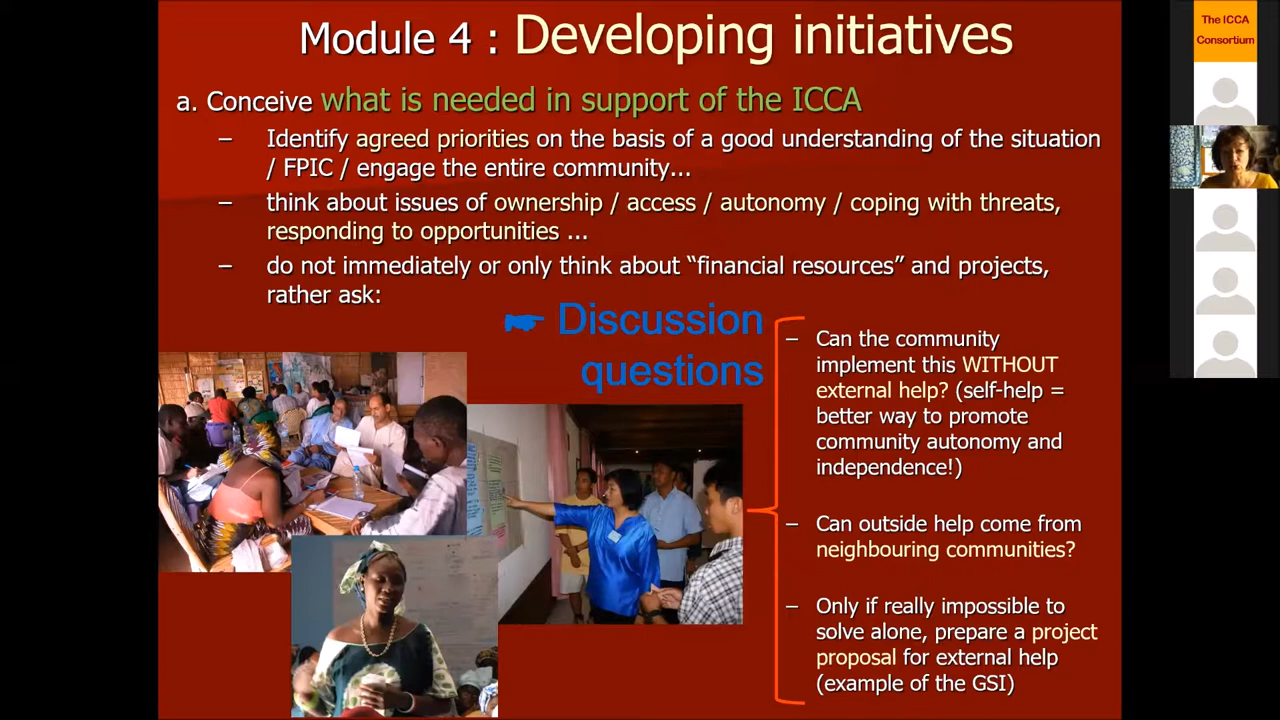 Module 4 : Developing initiatives
a. Conceive what is needed in support of the ICCA
– Identify agreed priorities on the basis of a good understanding of the situation
/ FPIC / engage the entire community...
– think about issues of ownership / access / autonomy / coping with threats,
responding to opportunities ...
– do not immediately or only think about “financial resources” and projects,
rather ask:
☛ Discussion
questions
– Can the community
implement this WITHOUT
external help? (self-help =
better way to promote
community autonomy and
independence!)
– Can outside help come from
neighbouring communities?
– Only if really impossible to
solve alone, prepare a project
proposal for external help
(example of the GSI)
The ICCA
Consortium